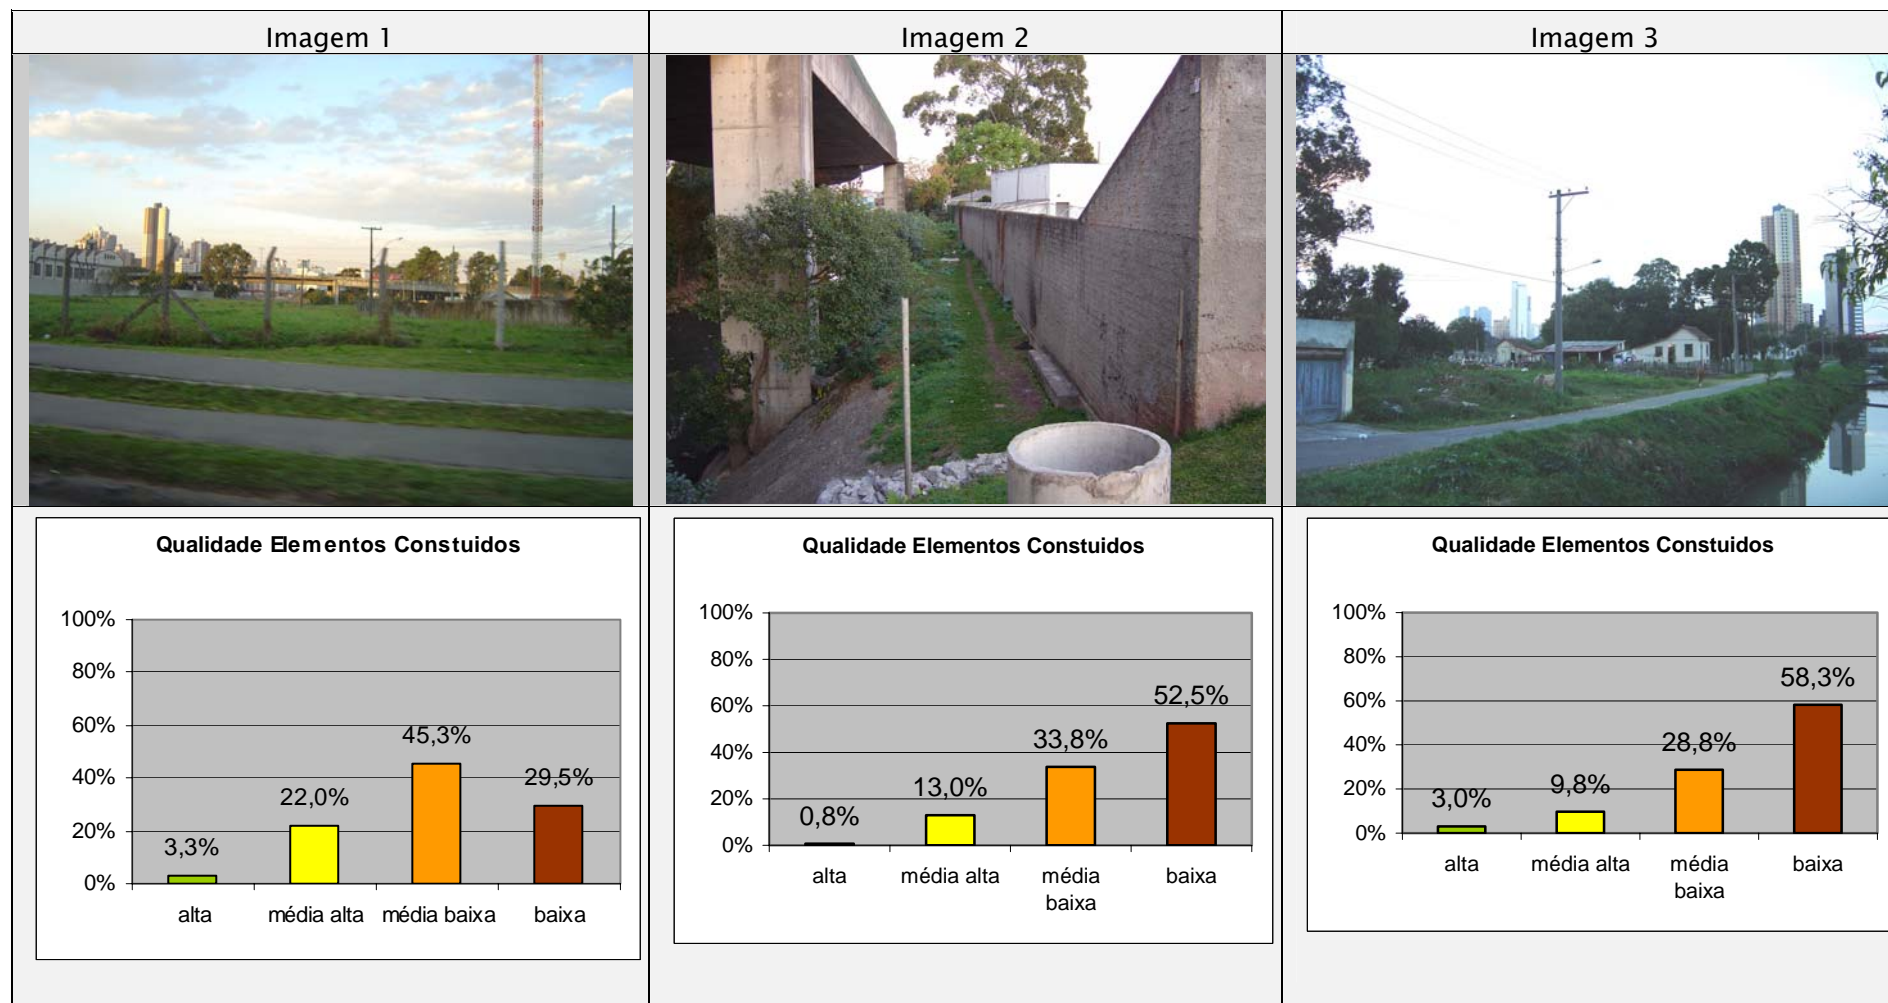 Imagem 1
Imagem 2
Imagem 3
Qualidade Elementos Constuidos
100%
80%
60%
40%
20%
0%
3,3%
22,0%
45,3%
29,5%
alta
média alta
média baixa
baixa
Qualidade Elementos Constuidos
100%
80%
60%
40%
20%
0%
0,8%
13,0%
33,8%
52,5%
alta
média alta
média
baixa
baixa
Qualidade Elementos Constuidos
100%
80%
60%
40%
20%
0%
3,0%
9,8%
28,8%
58,3%
alta
média alta
média
baixa
baixa